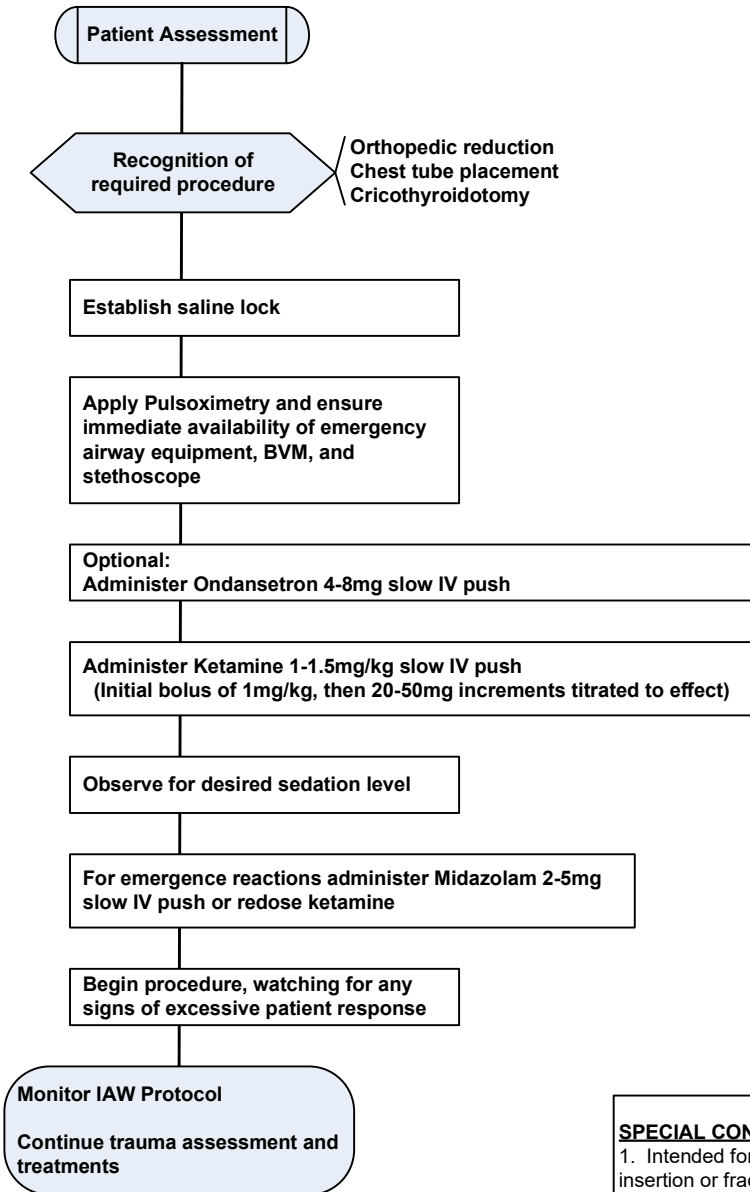 Patient Assessment
Recognition of
required procedure
Orthopedic reduction
Chest tube placement
Cricothyroidotomy
Establish saline lock
Apply Pulsoximetry and ensure
immediate availability of emergency
airway equipment, BVM, and
stethoscope
Optional:
Administer Ondansetron 4-8mg slow IV push
Administer Ketamine 1-1.5mg/kg slow IV push
(Initial bolus of 1mg/kg, then 20-50mg increments titrated to effect)
Observe for desired sedation level
For emergence reactions administer Midazolam 2-5mg
slow IV push or redose ketamine
Begin procedure, watching for any
signs of excessive patient response
Monitor IAW Protocol
Continue trauma assessment and
treatments
SPECIAL
1. Intended
insertion or